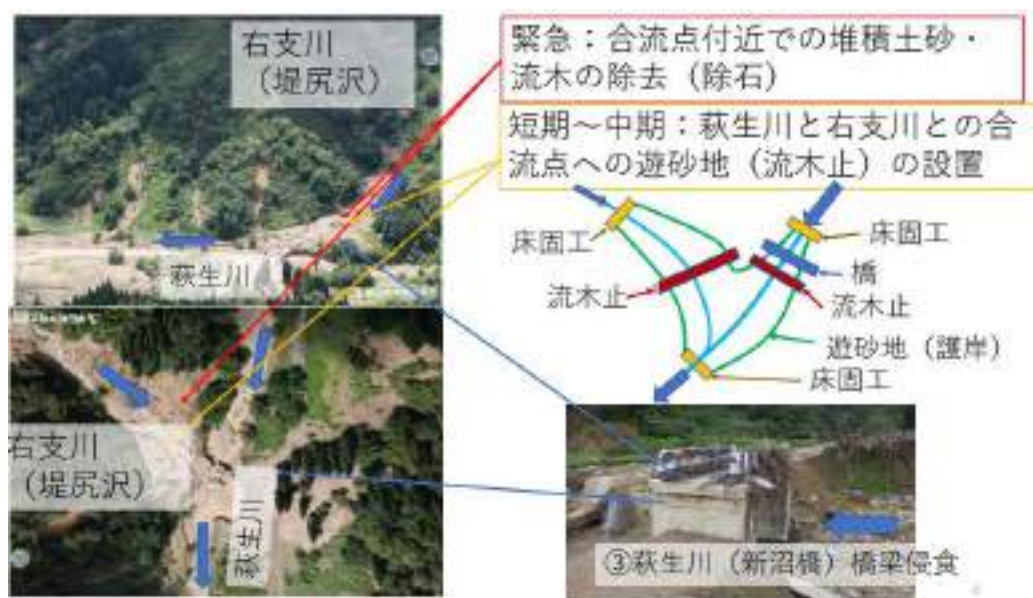 右支川
（堤尻沢）
萩生川
緊急：合流点付近での堆積土砂・
流木の除去（除石）
短期～中期：萩生川と右支川との合
流点への遊砂地（流木止）の設置
床固工
床固工
橋
流木止
流木止
遊砂地（護岸）
床固工
右支川
（堤尻沢）
萩生川
③萩生川（新沼橋）橋梁侵食